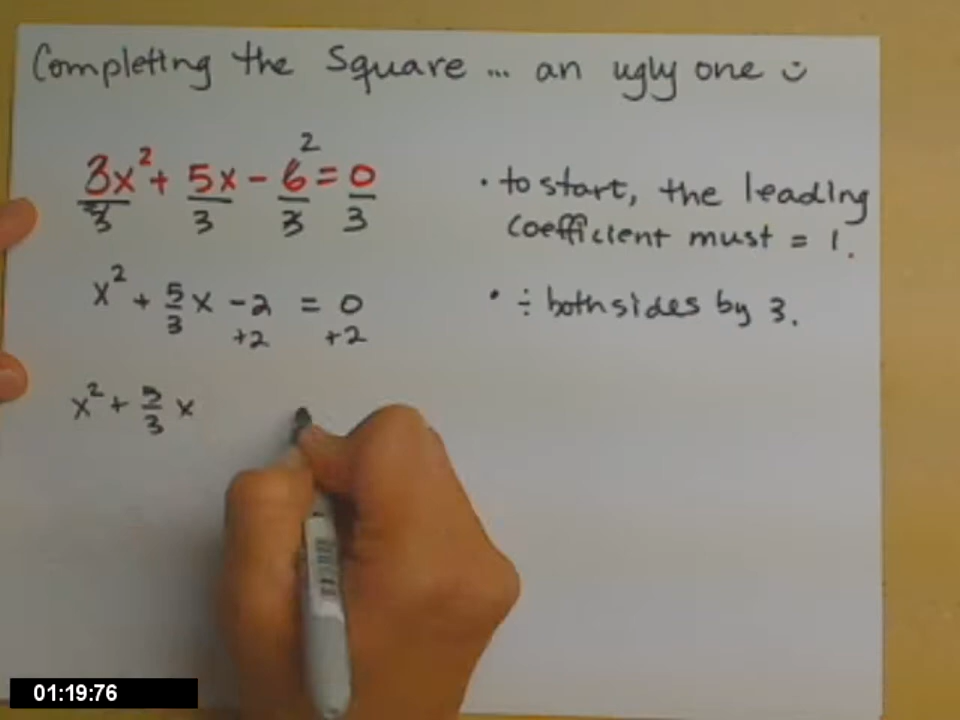 Completing the Square ... an ugly one ☺
3x² + 5x - 6 = 0
3 3 3 3
2
• to start, the leading
coefficient must = 1.
x² + 5/3 x - 2 = 0
+2 +2
• ÷ both sides by 3.
x² + 5/3 x
01:19:76